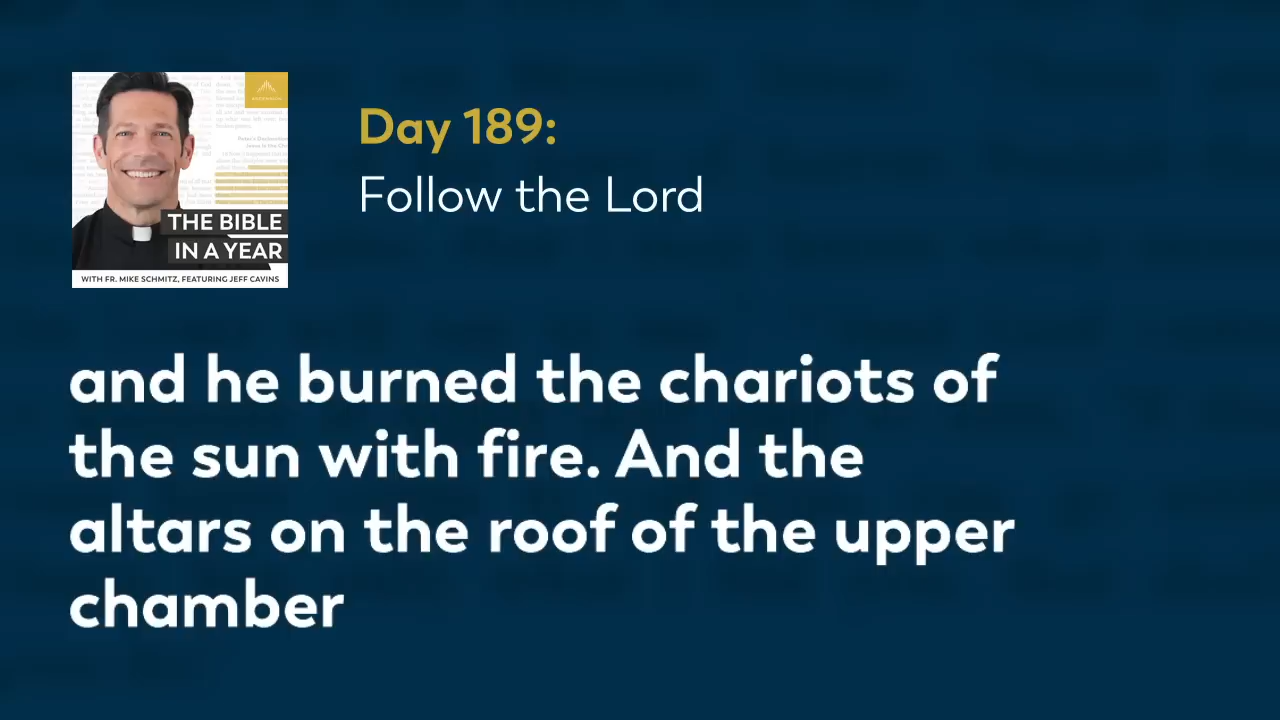 Day 189:
Follow the Lord
THE BIBLE
IN A YEAR
WITH FR. MIKE SCHMITZ, FEATURING JEFF CAVINS
and he burned the chariots of
the sun with fire. And the
altars on the roof of the upper
chamber